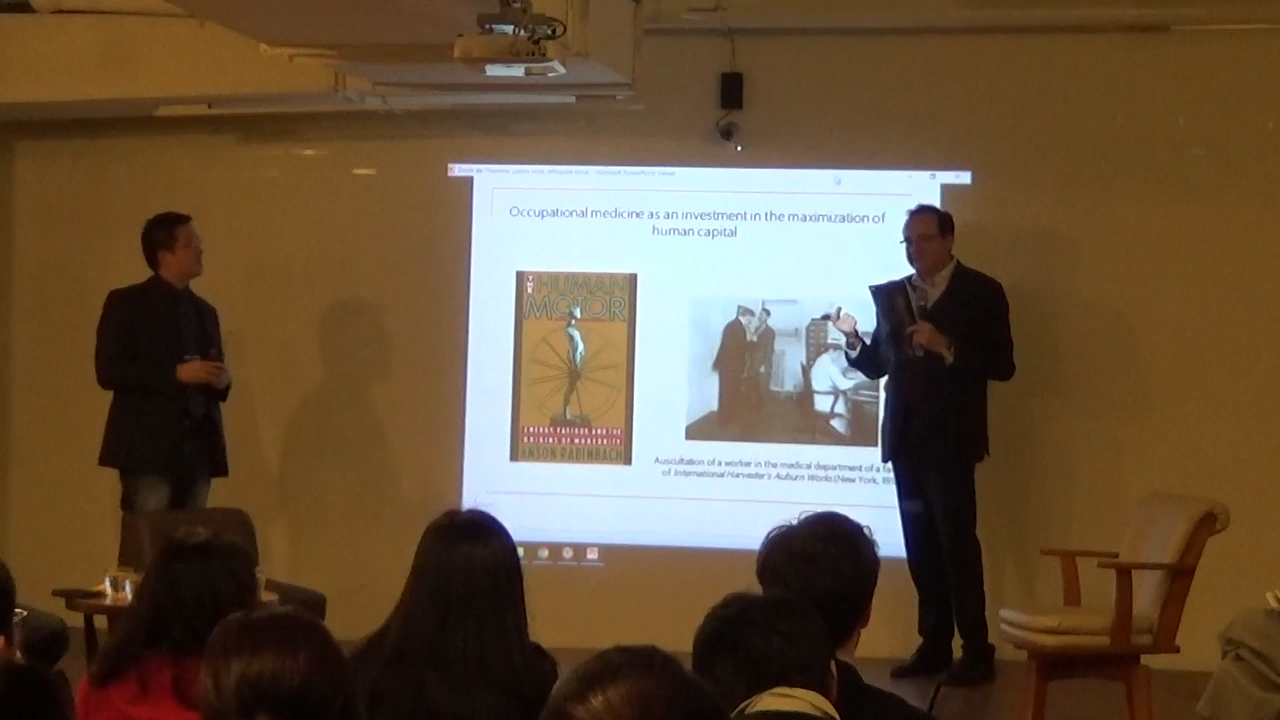 Occupational medicine as an investment in the maximization of
human capital
THE
HUMAN
MOTOR
ENERGY, FATIGUE, AND THE
ORIGINS OF MODERNITY
ANSON RABINBACH
Auscultation of a worker in the medical department of a
of International Harvester's Auburn Works (New York,